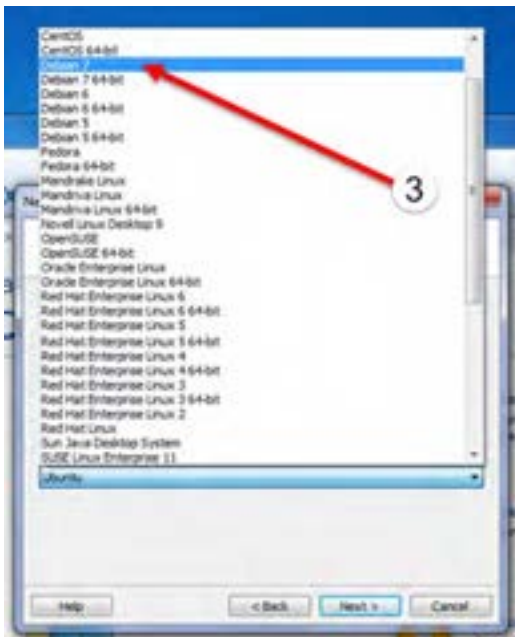 CentOS
CentOS 64-bit
Debian 7
Debian 7 64-bit
Debian 6
Debian 6 64-bit
Debian 5
Debian 5 64-bit
Fedora
Fedora 64-bit
Mandrake Linux
Mandriva Linux
Mandriva Linux 64-bit
Novell Linux Desktop 9
OpenSUSE
OpenSUSE 64-bit
Oracle Enterprise Linux
Oracle Enterprise Linux 64-bit
Red Hat Enterprise Linux 6
Red Hat Enterprise Linux 6 64-bit
Red Hat Enterprise Linux 5
Red Hat Enterprise Linux 5 64-bit
Red Hat Enterprise Linux 4
Red Hat Enterprise Linux 4 64-bit
Red Hat Enterprise Linux 3
Red Hat Enterprise Linux 3 64-bit
Red Hat Enterprise Linux 2
Red Hat Linux
Sun Java Desktop System
SUSE Linux Enterprise 11
Ubuntu
3
Help
< Back
Next >
Cancel